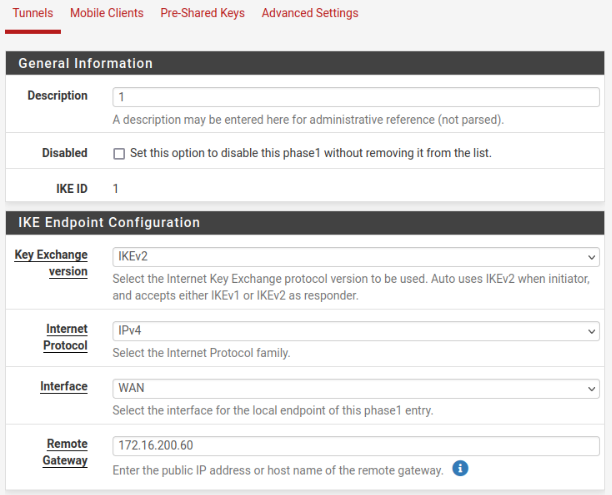 Tunnels Mobile Clients Pre-Shared Keys Advanced Settings
General Information
Description 1
A description may be entered here for administrative reference (not parsed).
Disabled Set this option to disable this phase1 without removing it from the list.
IKE ID 1
IKE Endpoint Configuration
Key Exchange version IKEv2
Select the Internet Key Exchange protocol version to be used. Auto uses IKEv2 when initiator,
and accepts either IKEv1 or IKEv2 as responder.
Internet Protocol IPv4
Select the Internet Protocol family.
Interface WAN
Select the interface for the local endpoint of this phase1 entry.
Remote Gateway 172.16.200.60
Enter the public IP address or host name of the remote gateway.